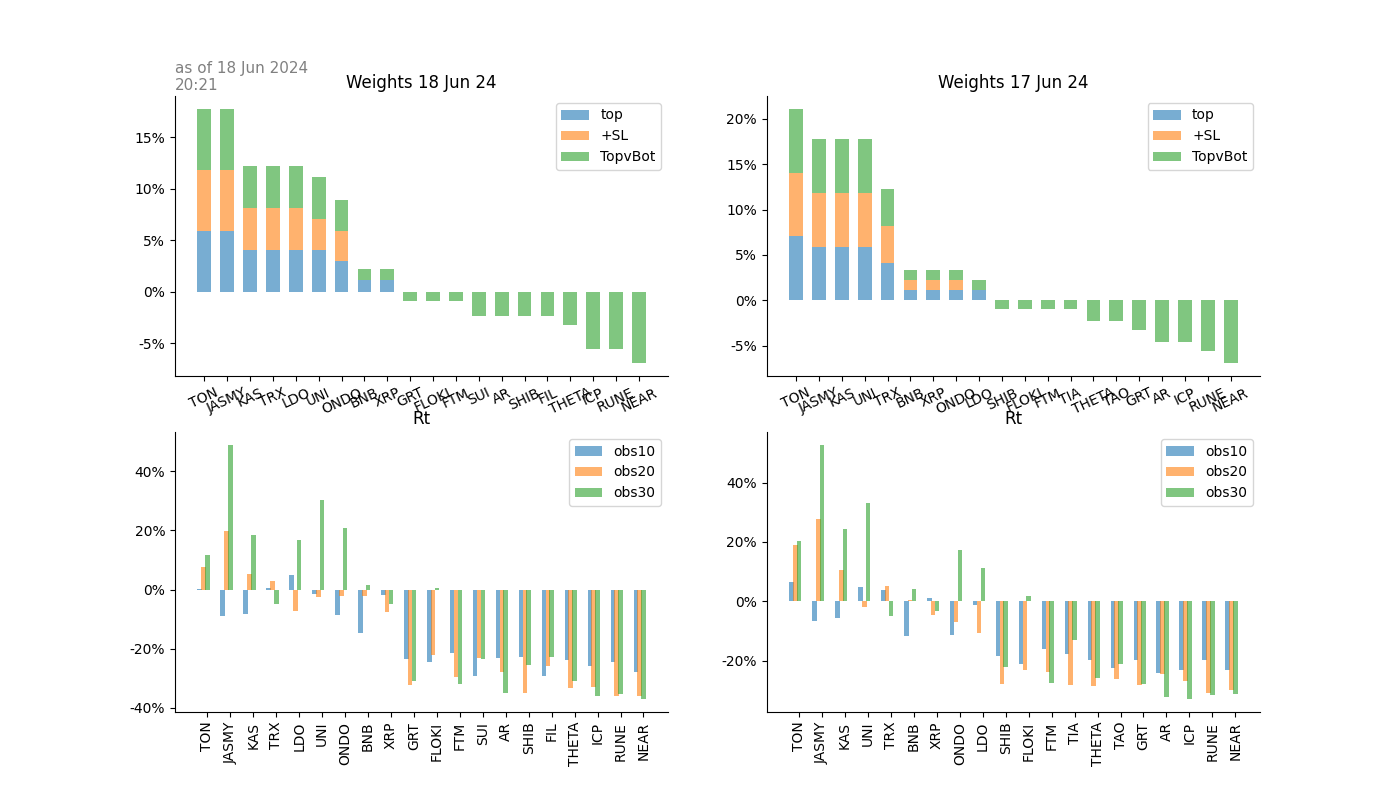 as of 18 Jun 2024
20:21
Weights 18 Jun 24
top
+SL
TopvBot
15%
10%
5%
0%
-5%
TON JASMY KAS TRX LDO UNI ONDO BNB XRP GRT FLOKI FTM SUI AR SHIB FIL THETA ICP RUNE NEAR
Weights 17 Jun 24
top
+SL
TopvBot
20%
15%
10%
5%
0%
-5%
TON JASMY KAS UNI TRX BNB XRP ONDO LDO SHIB FLOKI FTM TIA THETA TAO GRT AR ICP RUNE NEAR
Rt
obs10
obs20
obs30
40%
20%
0%
-20%
-40%
TON JASMY KAS TRX LDO UNI ONDO BNB XRP GRT FLOKI FTM SUI AR SHIB FIL THETA ICP RUNE NEAR
Rt
obs10
obs20
obs30
40%
20%
0%
-20%
TON JASMY KAS UNI TRX BNB XRP ONDO LDO SHIB FLOKI FTM TIA THETA TAO GRT AR ICP RUNE NEAR